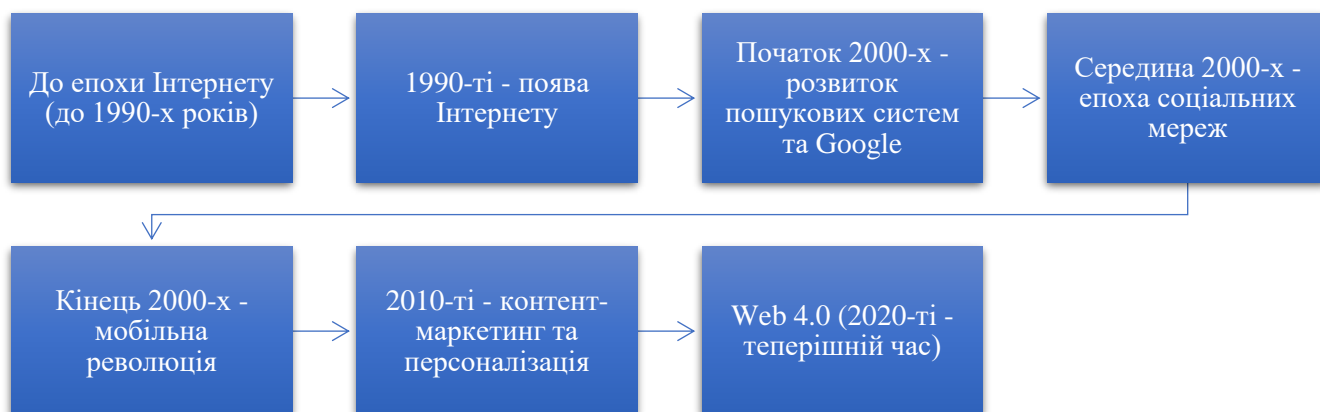 До епохи Інтернету
(до 1990-х років)
1990-ті - поява
Інтернету
Початок 2000-х -
розвиток
пошукових систем
та Google
Середина 2000-х -
епоха соціальних
мереж
Кінець 2000-х -
мобільна
революція
2010-ті - контент-
маркетинг та
персоналізація
Web 4.0 (2020-ті -
теперішній час)